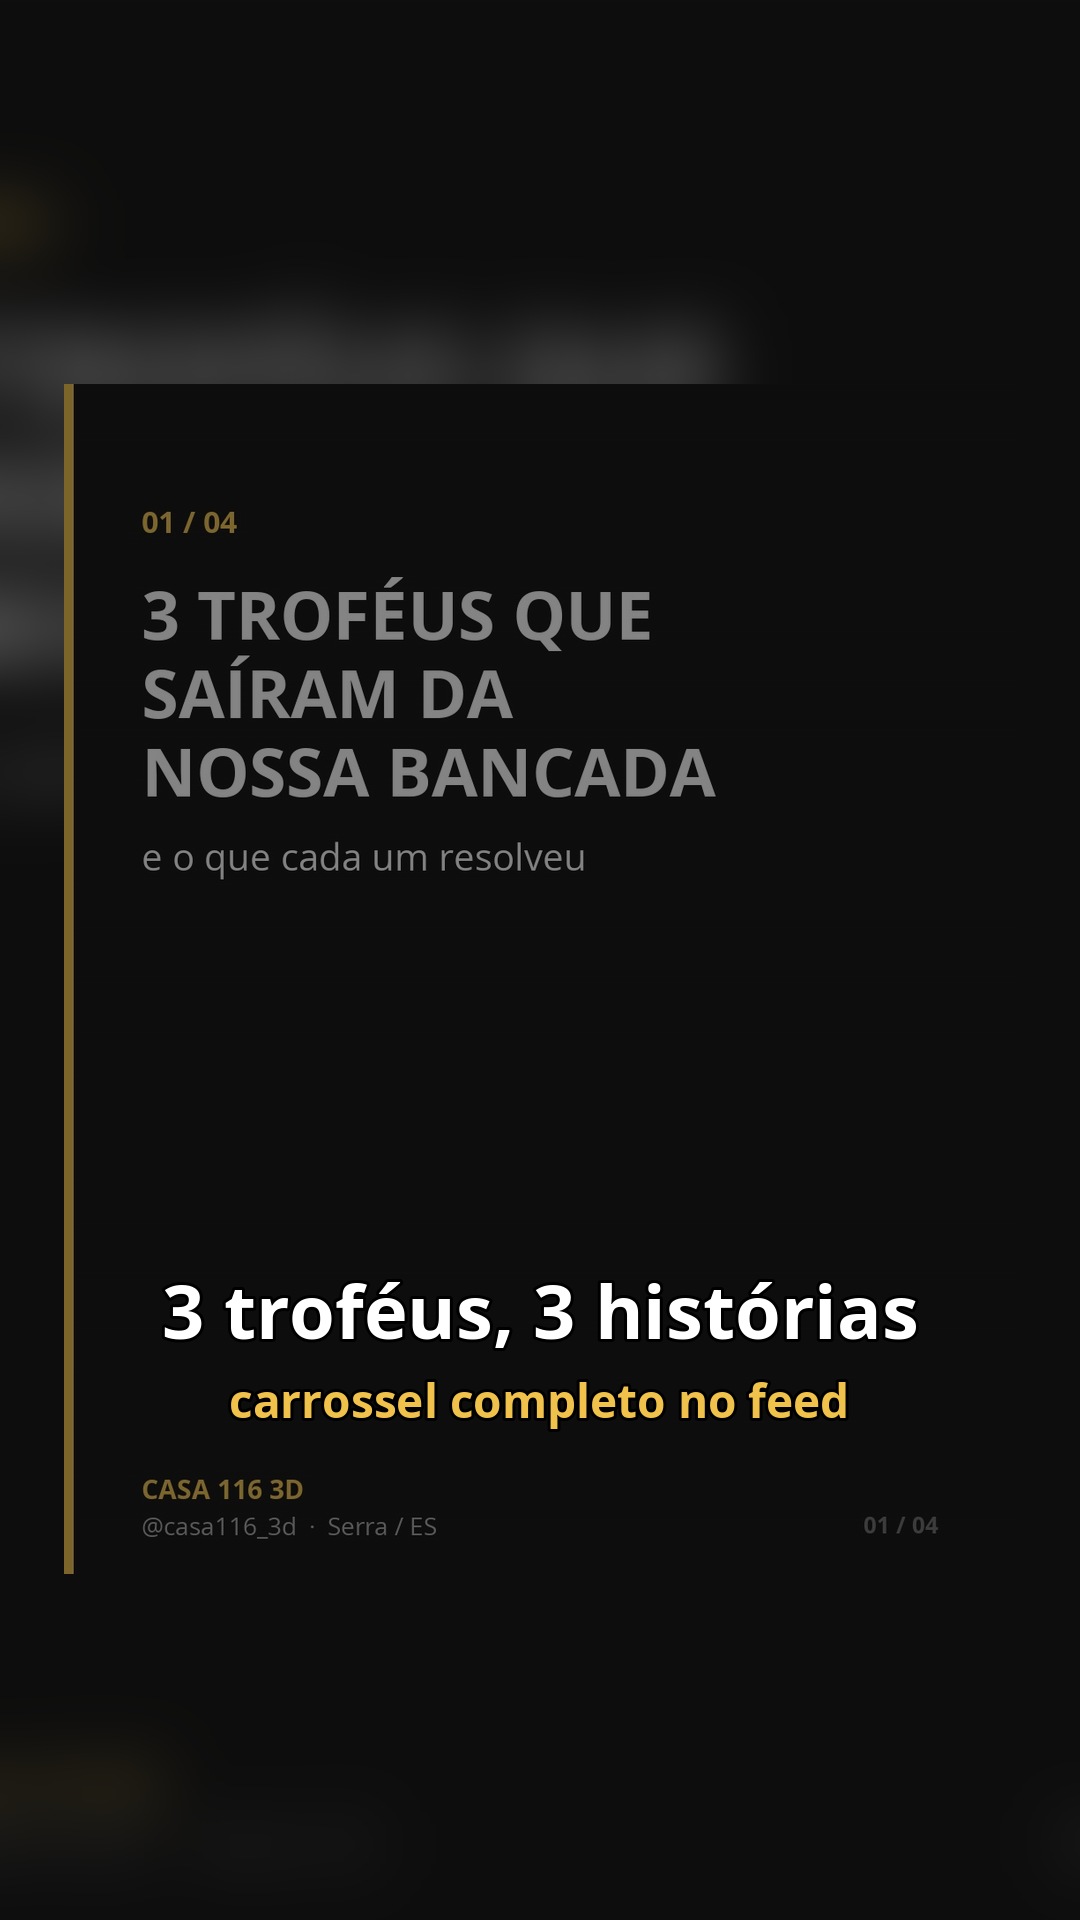 01 / 04
3 TROFÉUS QUE
SAÍRAM DA
NOSSA BANCADA
e o que cada um resolveu
3 troféus, 3 histórias
carrossel completo no feed
CASA 116 3D
@casa116_3d · Serra / ES
01 / 04